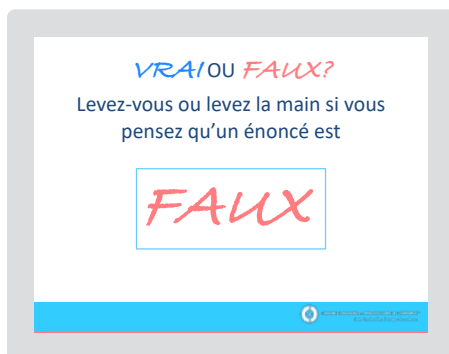 VRAI OU FAUX?
Levez-vous ou levez la main si vous
pensez qu'un énoncé est
FAUX